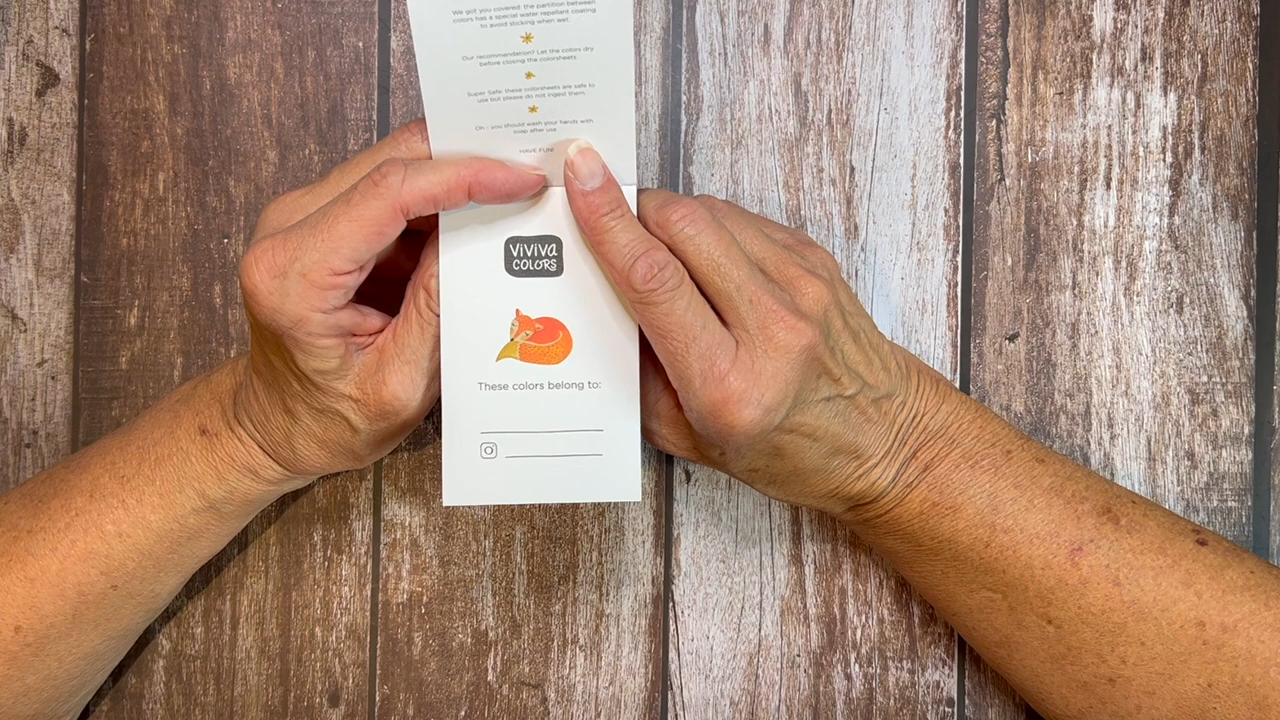 We got you covered: the partition between
colors has a special water repellant coating
to avoid sticking when wet.
Our recommendation? Let the colors dry
before closing the colorsheets.
Super Safe: these colorsheets are safe to
use but please do not ingest them.
Oh - you should wash your hands with
soap after use
HAVE FUN!
ViViVa
COLORS
These colors belong to: